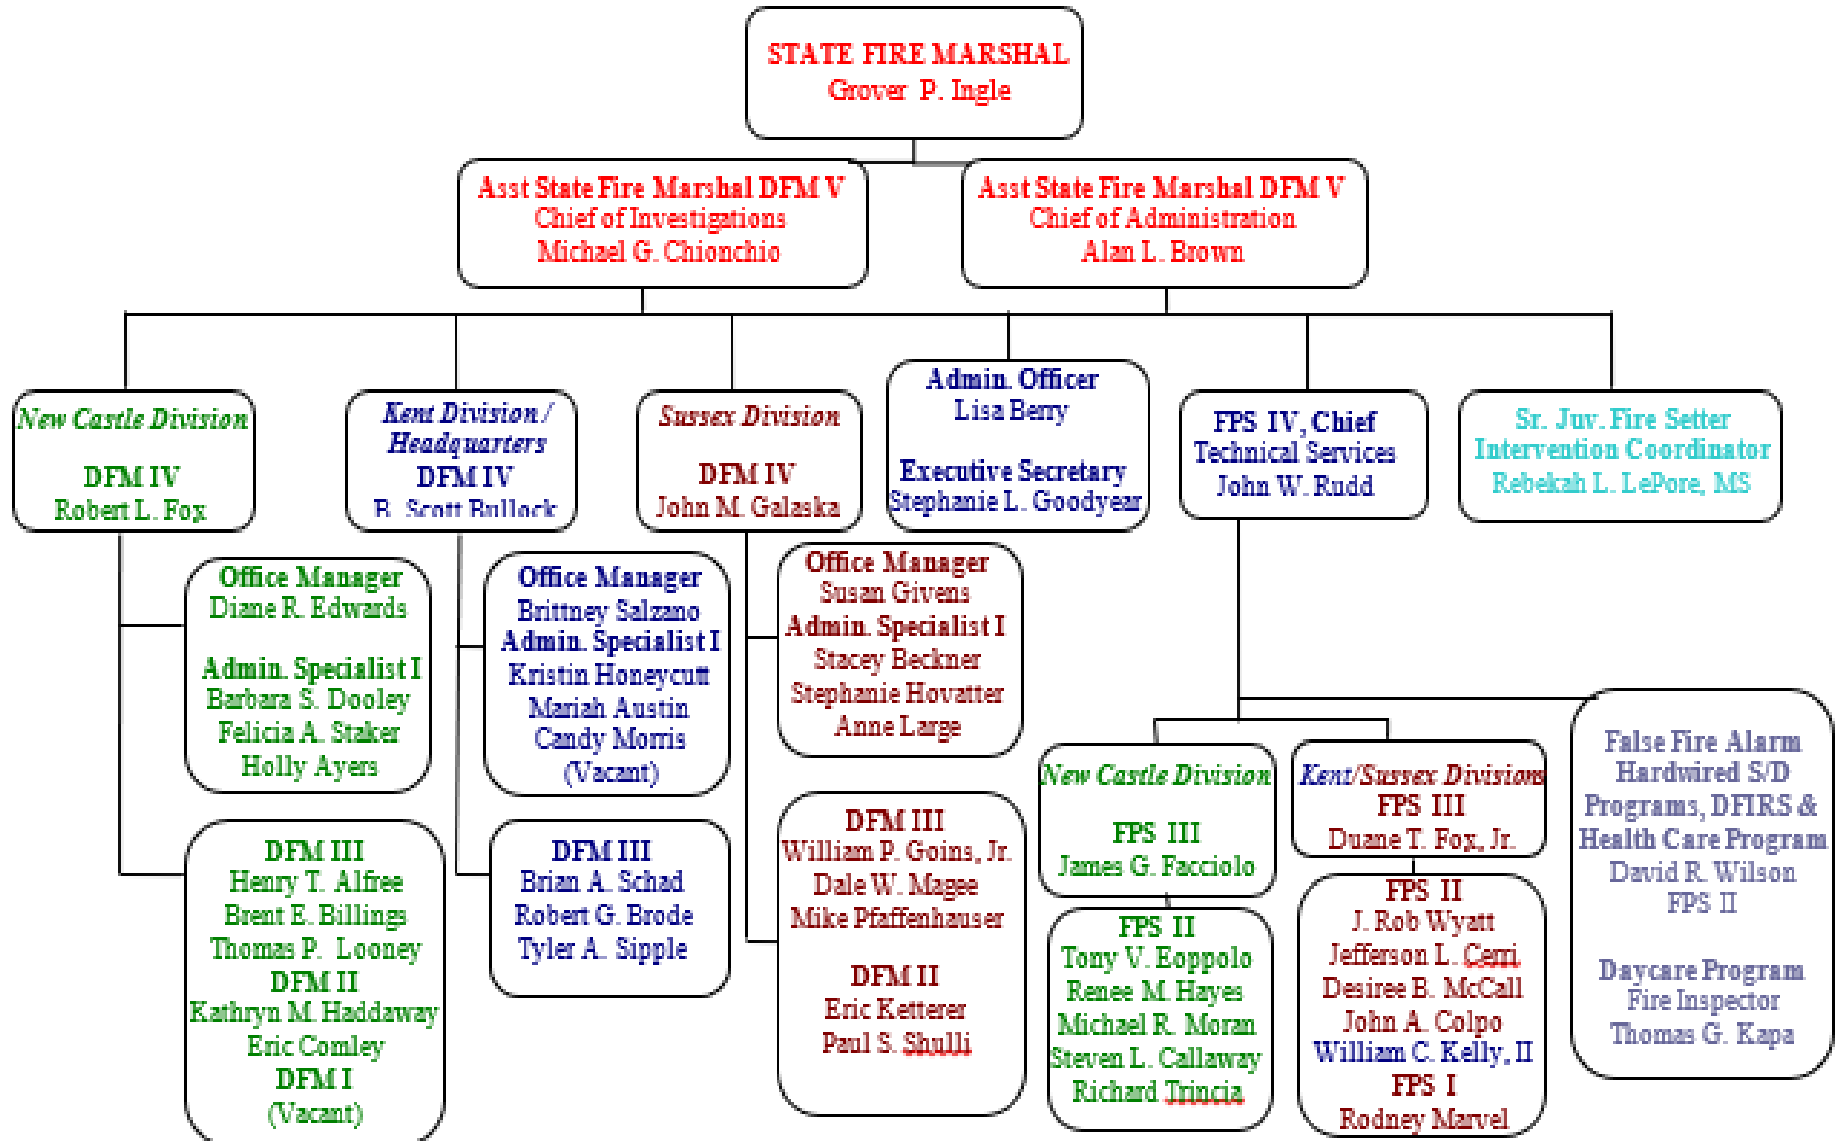 STATE FIRE MARSHAL
Grover P. Ingle
Asst State Fire Marshal DFM V
Chief of Investigations
Michael G. Chionchio
Asst State Fire Marshal DFM V
Chief of Administration
Alan L. Brown
New Castle Division
DFM IV
Robert L. Fox
Kent Division /
Headquarters
DFM IV
B. Scott Bullock
Sussex Division
DFM IV
John M. Galaska
Admin. Officer
Lisa Berry
Executive Secretary
Stephanie L. Goodyear
FPS IV, Chief
Technical Services
John W. Rudd
Sr. Juv. Fire Setter
Intervention Coordinator
Rebekah L. LePore, MS
Office Manager
Diane R. Edwards
Admin. Specialist I
Barbara S. Dooley
Felicia A. Staker
Holly Ayers
DFM III
Henry T. Alfree
Brent E. Billings
Thomas P. Looney
DFM II
Kathryn M. Haddaway
Eric Comley
DFM I
(Vacant)
Office Manager
Brittney Salzano
Admin. Specialist I
Kristin Honeycutt
Mariah Austin
Candy Morris
(Vacant)
DFM III
Brian A. Schad
Robert G. Brode
Tyler A. Sipple
Office Manager
Susan Givens
Admin. Specialist I
Stacey Beckner
Stephanie Hovatter
Anne Large
DFM III
William P. Goins, Jr.
Dale W. Magee
Mike Pfaffenhauser
DFM II
Eric Ketterer
Paul S. Shulli
New Castle Division
FPS III
James G. Facciolo
FPS II
Tony V. Eoppolo
Renee M. Hayes
Michael R. Moran
Steven L. Callaway
Richard Trincia
Kent/Sussex Divisions
FPS III
Duane T. Fox, Jr.
FPS II
J. Rob Wyatt
Jefferson L. Cerri
Desiree B. McCall
John A. Colpo
William C. Kelly, II
FPS I
Rodney Marvel
False Fire Alarm
Hardwired S/D
Programs, DFIRS &
Health Care Program
David R. Wilson
FPS II
Daycare Program
Fire Inspector
Thomas G. Kapa